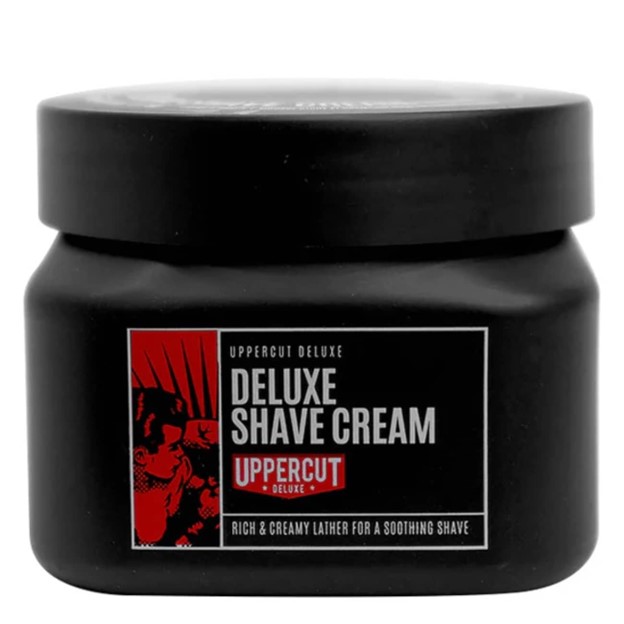 UPPERCUT DELUXE
DELUXE
SHAVE CREAM
UPPERCUT
DELUXE
RICH & CREAMY LATHER FOR A SOOTHING SHAVE